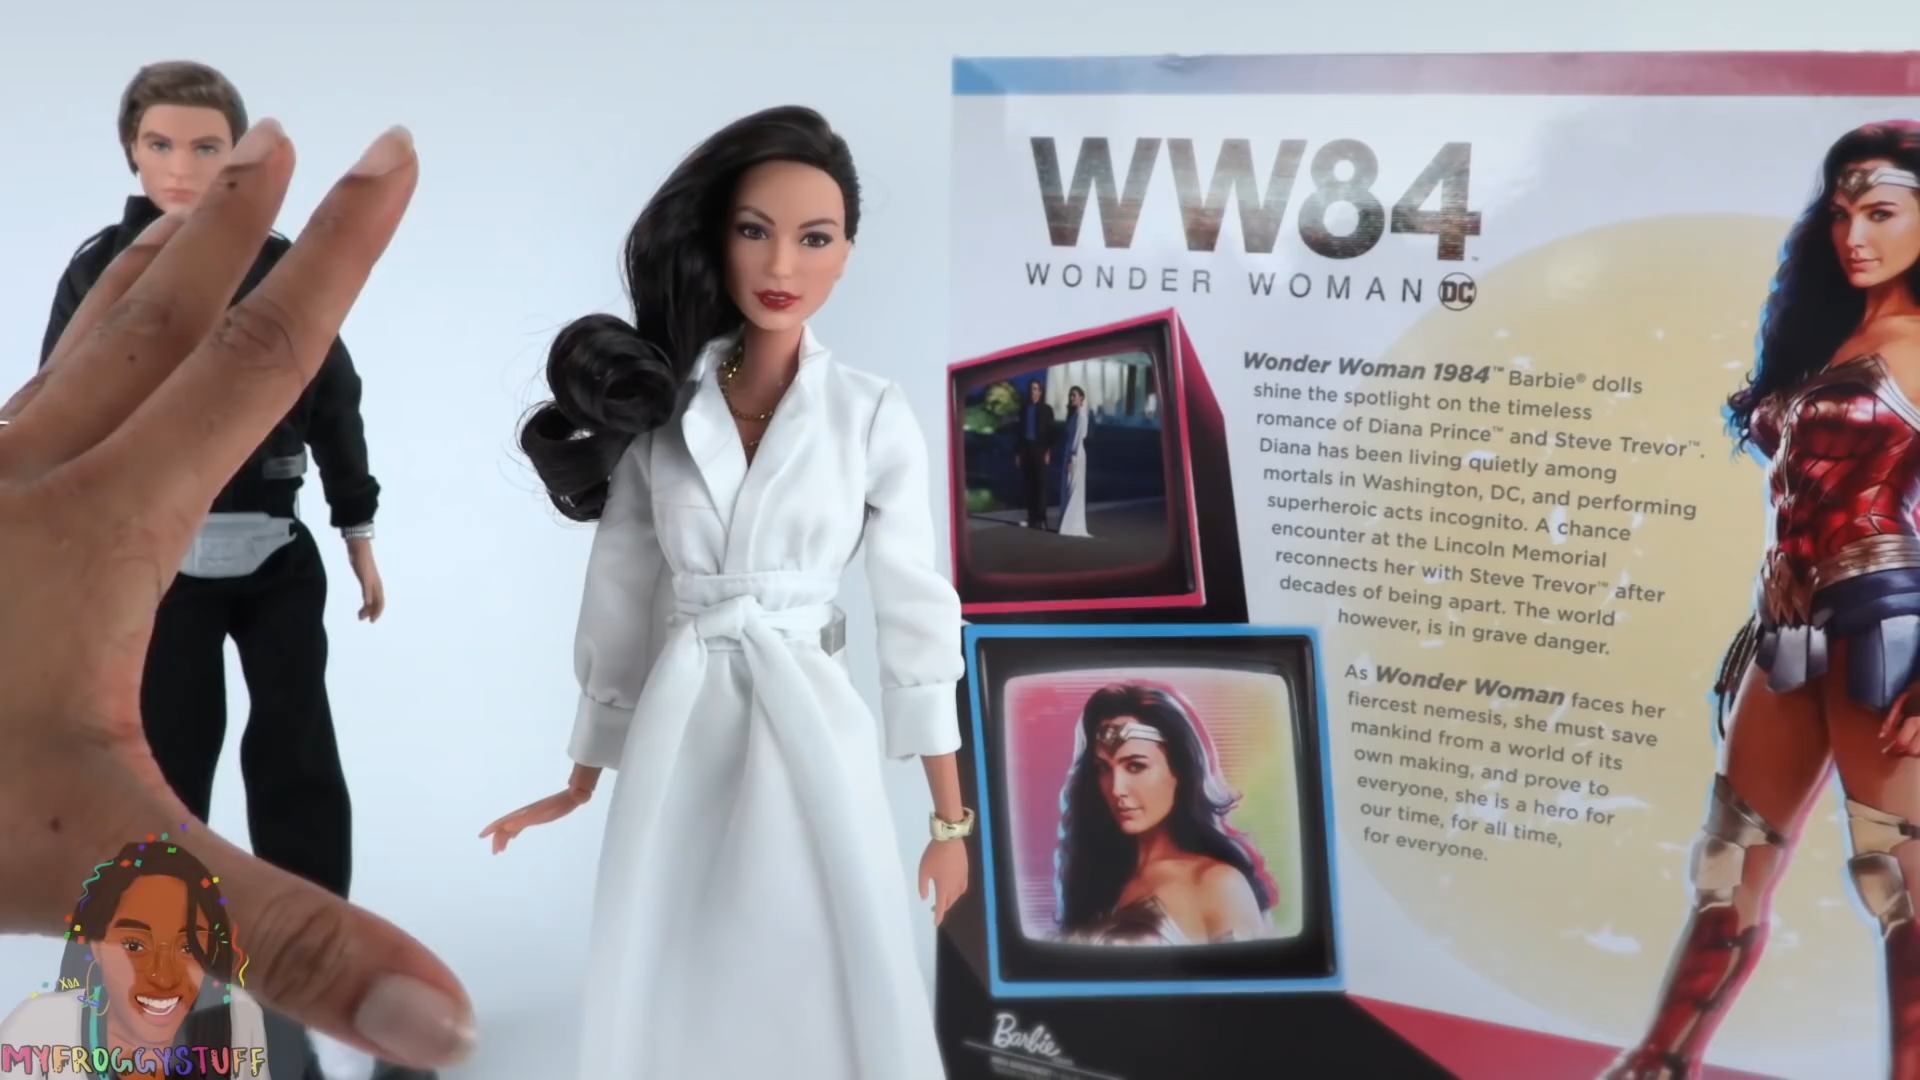 WW84
WONDER WOMAN DC
Wonder Woman 1984™ Barbie® dolls
shine the spotlight on the timeless
romance of Diana Prince™ and Steve Trevor™.
Diana has been living quietly among
mortals in Washington, DC, and performing
superheroic acts incognito. A chance
encounter at the Lincoln Memorial
reconnects her with Steve Trevor™ after
decades of being apart. The world
however, is in grave danger.
As Wonder Woman faces her
fiercest nemesis, she must save
mankind from a world of its
own making, and prove to
everyone, she is a hero for
our time, for all time,
for everyone.
Barbie
XOΔ
MYFROGGYSTUFF